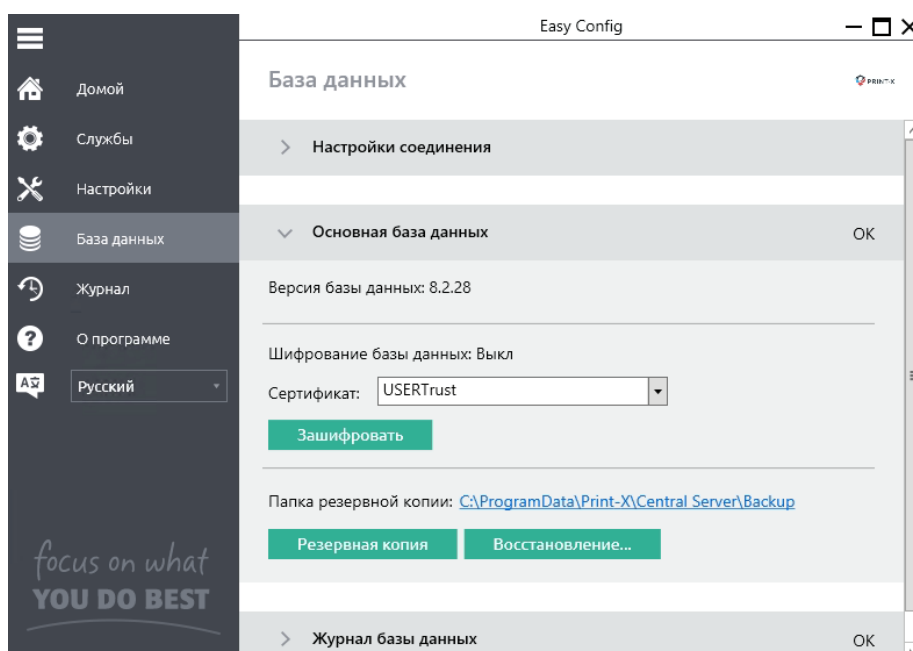 Easy Config
Домой
Службы
Настройки
База данных
Журнал
О программе
Русский
focus on what
YOU DO BEST
База данных
PRINT-X
Настройки соединения
Основная база данных
OK
Версия базы данных: 8.2.28
Шифрование базы данных: Выкл
Сертификат:
USERTrust
Зашифровать
Папка резервной копии: C:\ProgramData\Print-X\Central Server\Backup
Резервная копия
Восстановление...
Журнал базы данных
OK